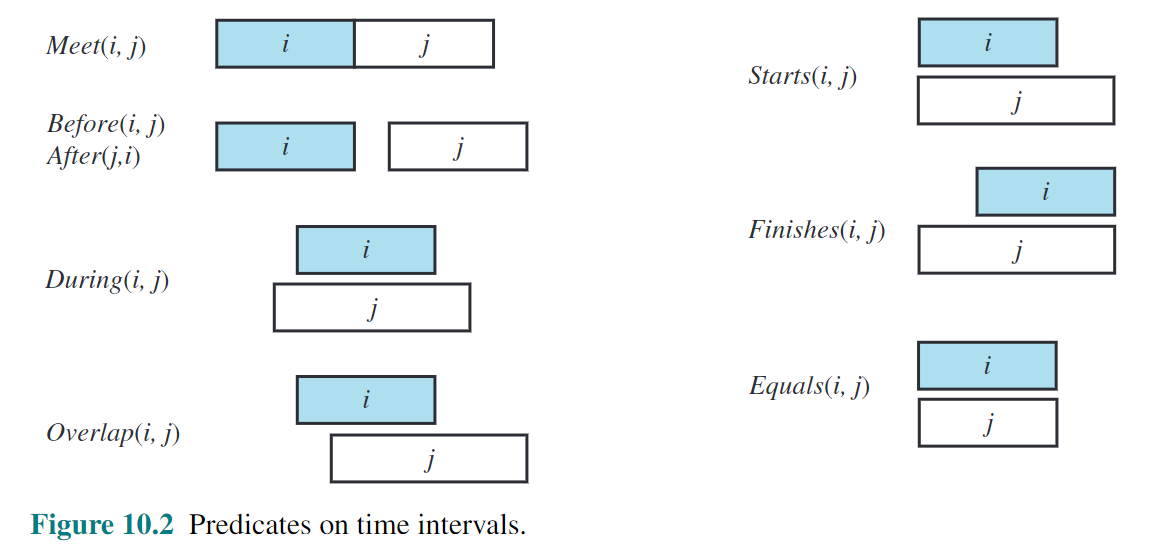 Meet(i, j)
i
j
Before(i, j)
After(j,i)
i
j
During(i, j)
i
j
Overlap(i, j)
i
j
Starts(i, j)
i
j
Finishes(i, j)
i
j
Equals(i, j)
i
j
Figure 10.2 Predicates on time intervals.